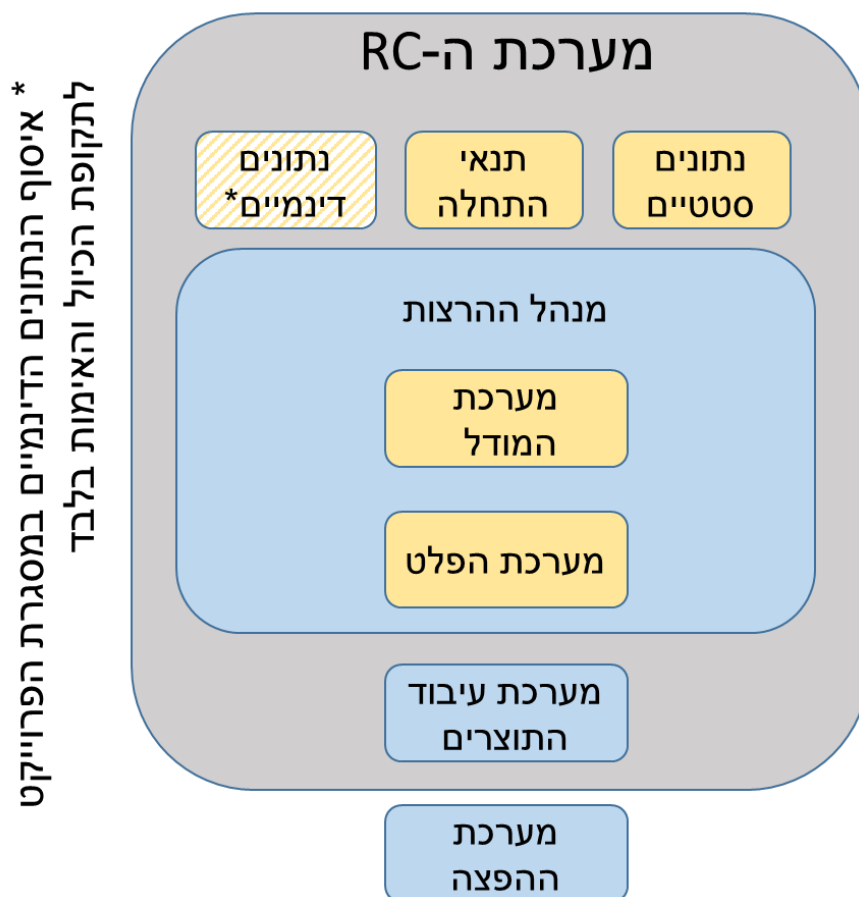 מערכת ה-RC
נתונים
סטטיים
תנאי
התחלה
נתונים
דינמיים*
מנהל ההרצות
מערכת
המודל
מערכת הפלט
מערכת עיבוד
התוצרים
מערכת
ההפצה
* איסוף הנתונים הדינמיים במסגרת הפרוייקט
לתקופת הכיול והאימות בלבד